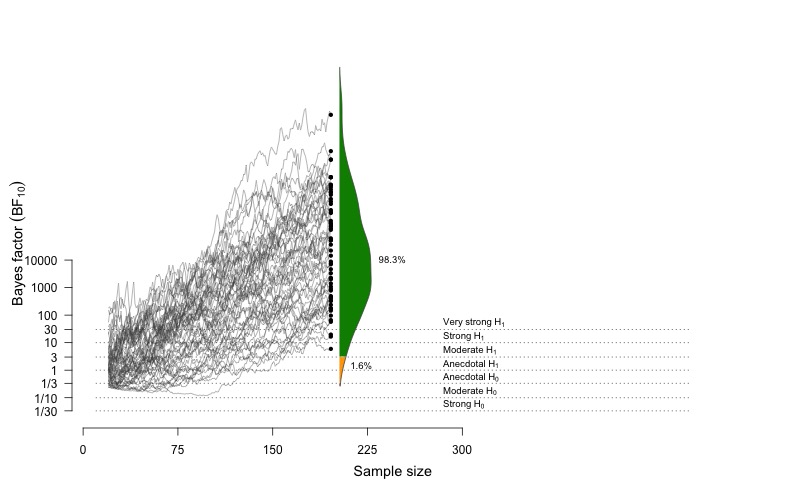 Bayes factor (BF₁₀)
10000
1000
100
30
10
3
1
1/3
1/10
1/30
98.3%
1.6%
Very strong H₁
Strong H₁
Moderate H₁
Anecdotal H₁
Anecdotal H₀
Moderate H₀
Strong H₀
0 75 150 225 300
Sample size